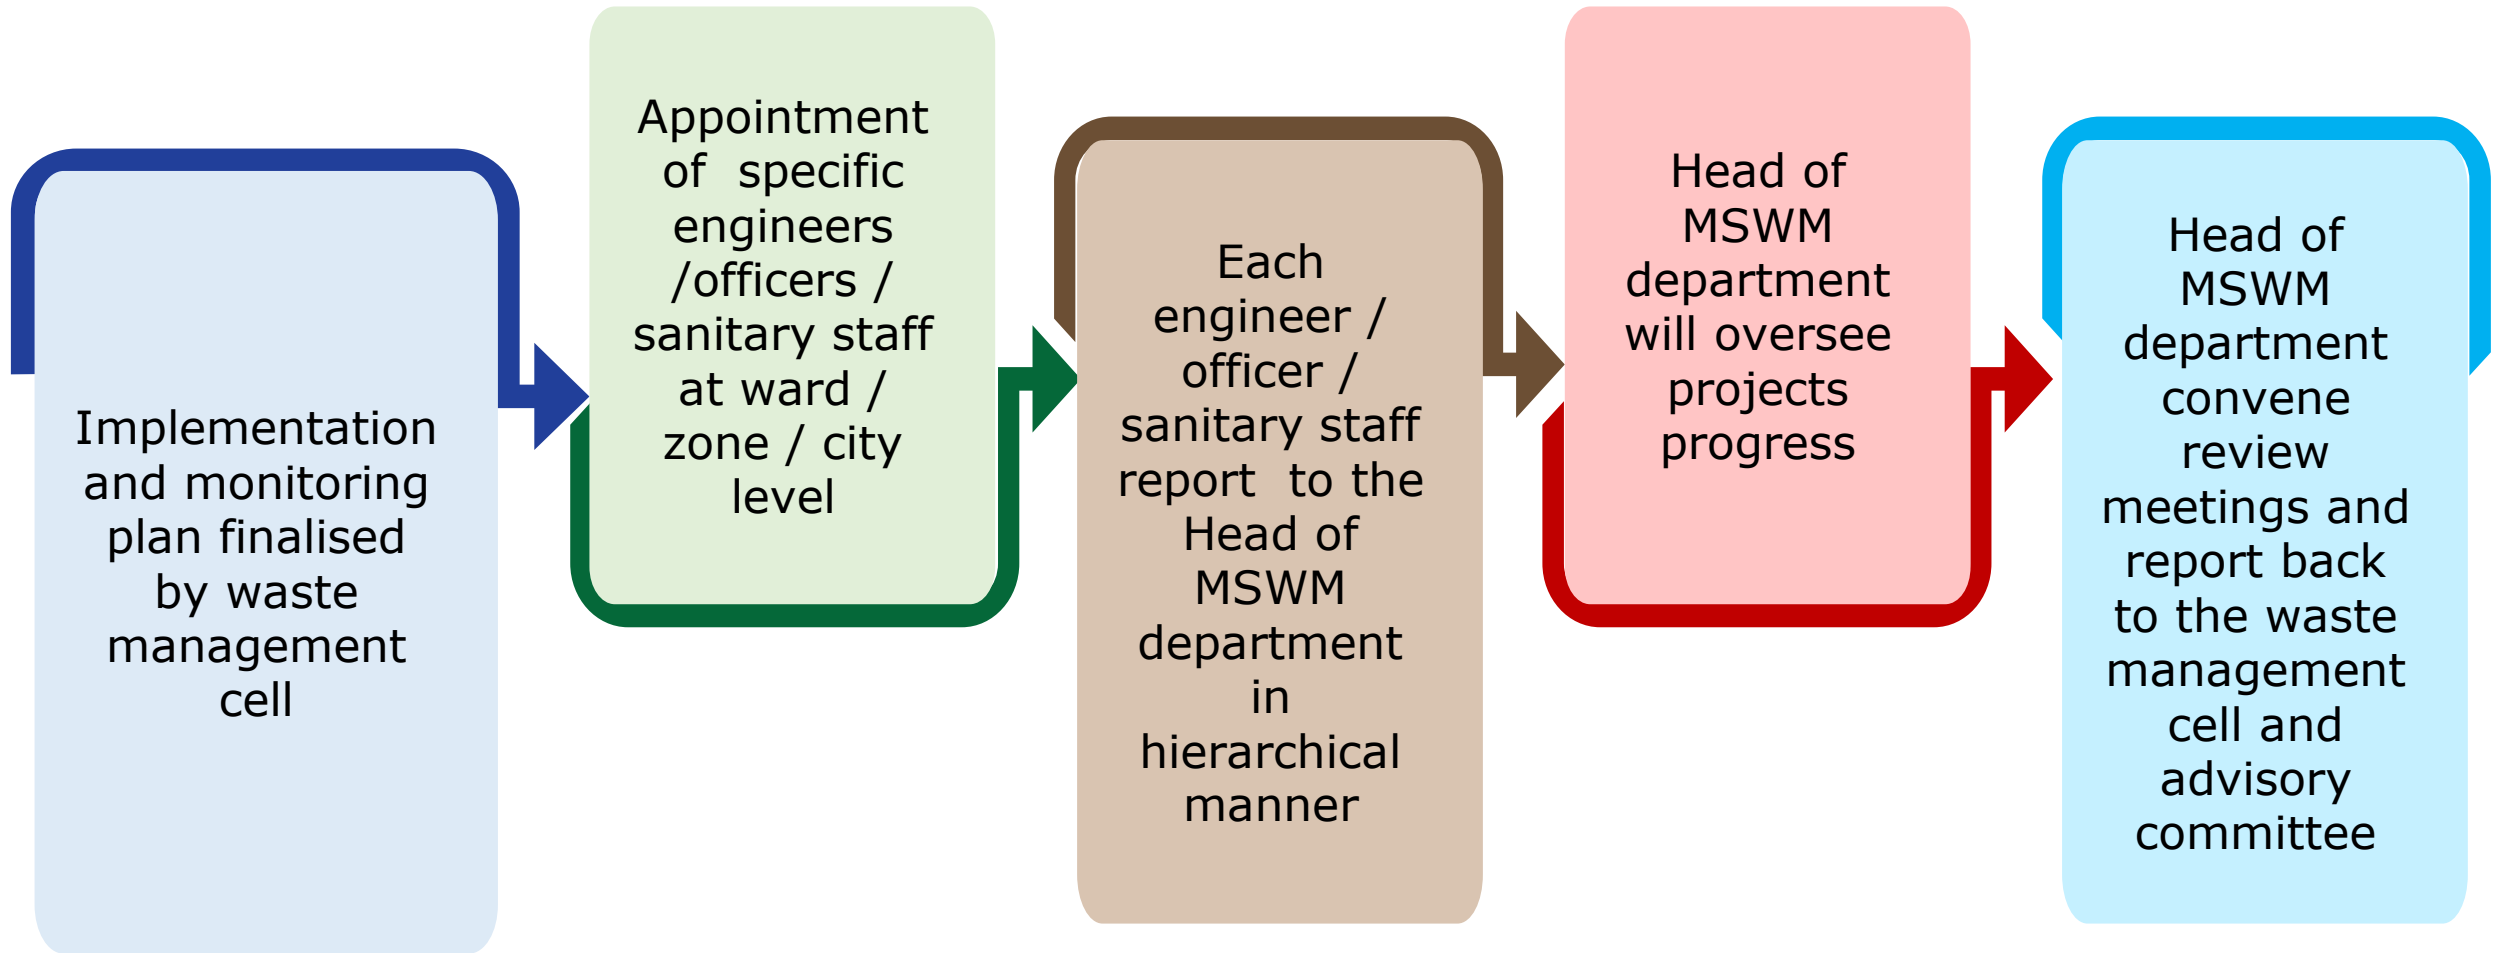 Implementation
and monitoring
plan finalised
by waste
management
cell
Appointment
of  specific
engineers
/officers /
sanitary staff
at ward /
zone / city
level
Each
engineer /
officer /
sanitary staff
report  to the
Head of
MSWM
department
in
hierarchical
manner
Head of
MSWM
department
will oversee
projects
progress
Head of
MSWM
department
convene
review
meetings and
report back
to the waste
management
cell and
advisory
committee